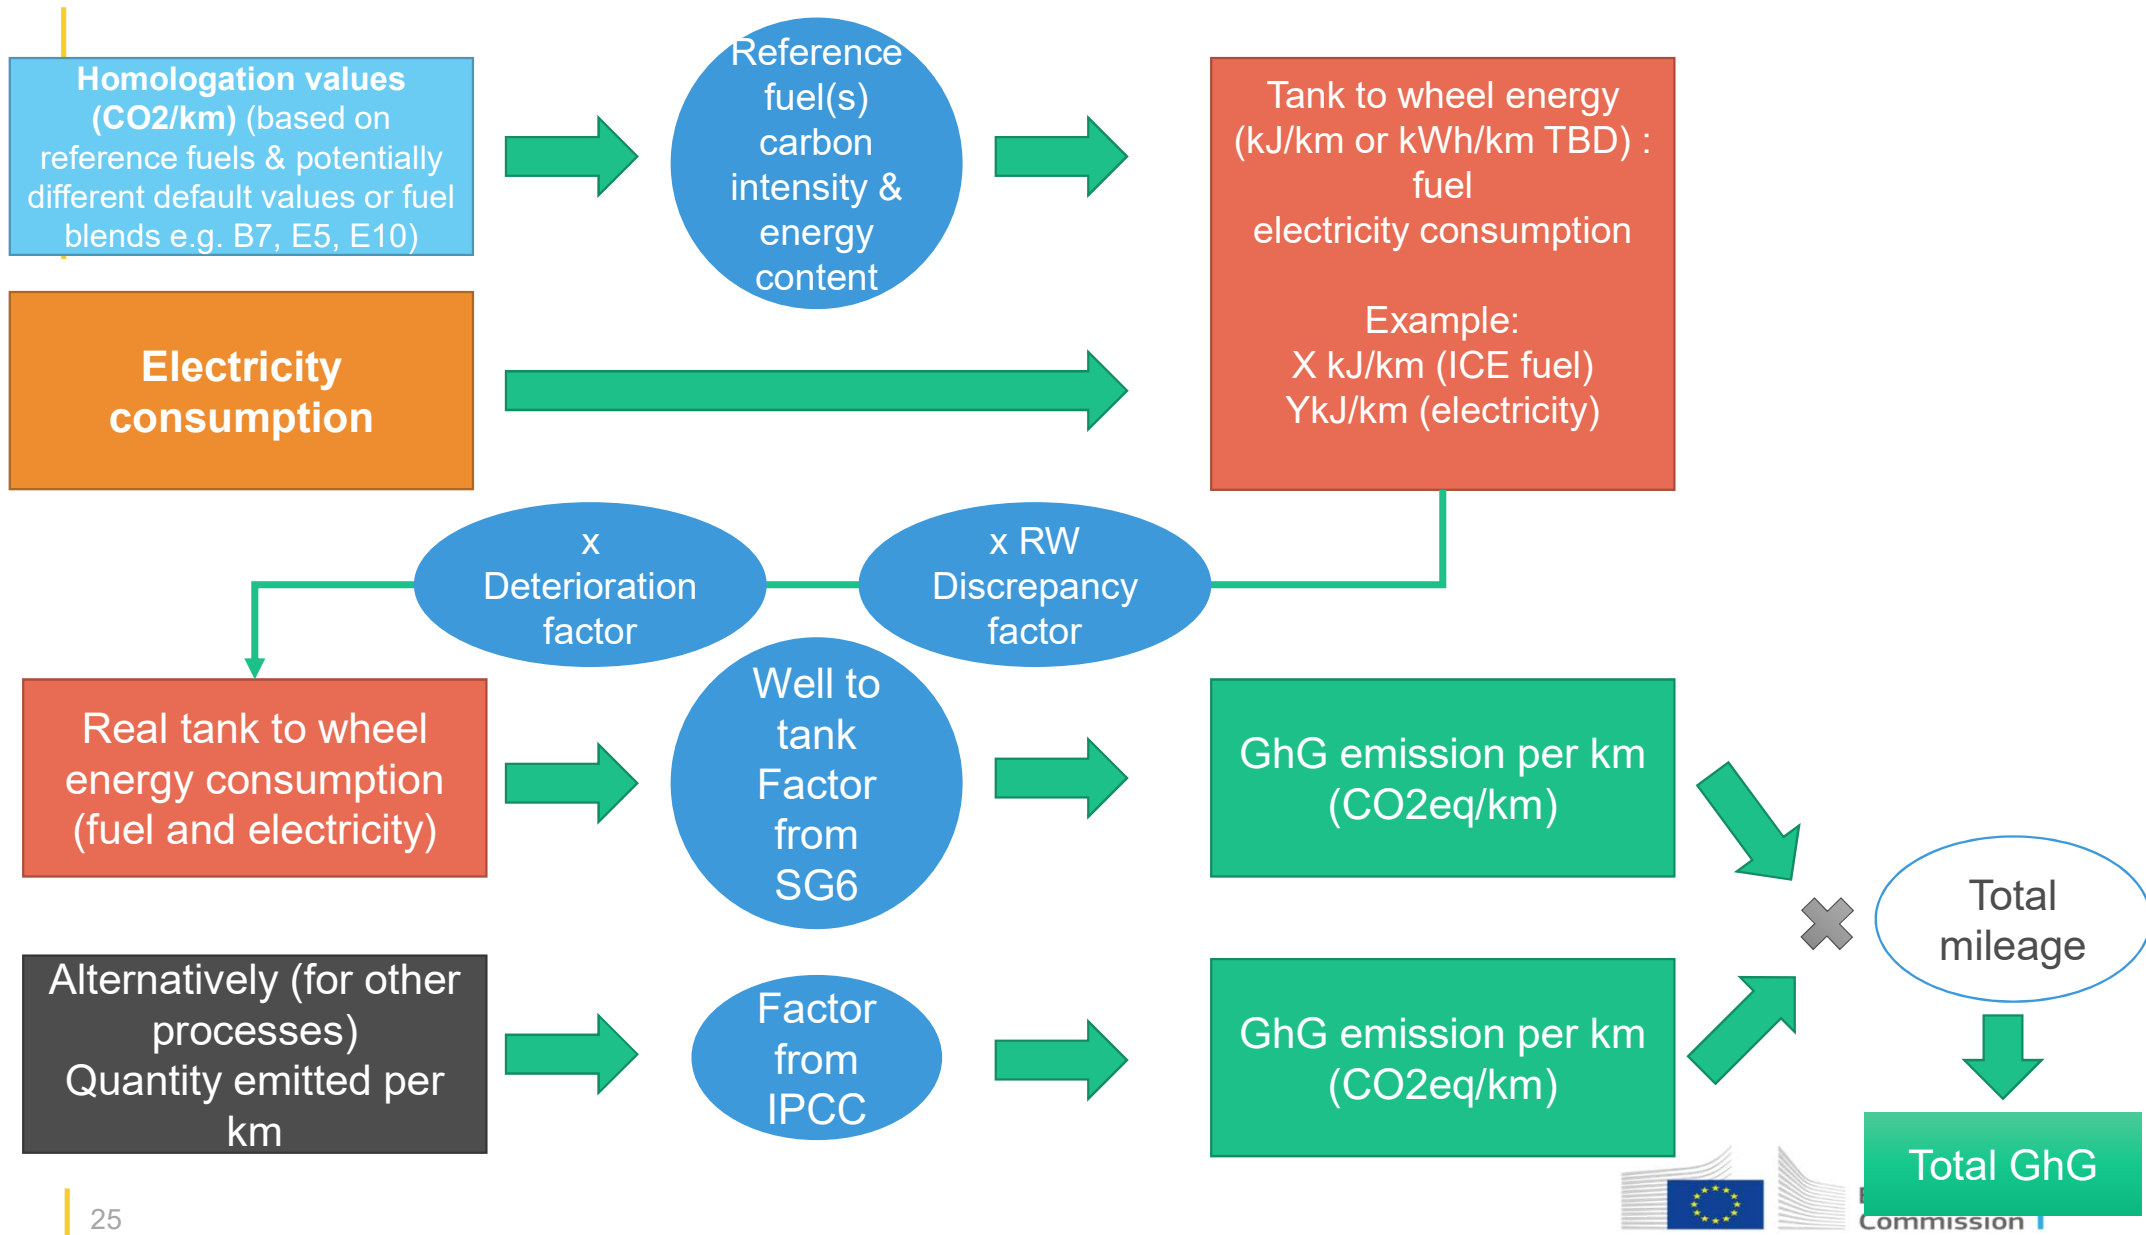 Homologation values
(CO2/km) (based on
reference fuels & potentially
different default values or fuel
blends e.g. B7, E5, E10)
Reference
fuel(s)
carbon
intensity &
energy
content
Tank to wheel energy
(kJ/km or kWh/km TBD) :
fuel
electricity consumption
Example:
X kJ/km (ICE fuel)
YkJ/km (electricity)
Electricity
consumption
x
Deterioration
factor
x RW
Discrepancy
factor
Real tank to wheel
energy consumption
(fuel and electricity)
Well to
tank
Factor
from
SG6
GhG emission per km
(CO2eq/km)
Total
mileage
Alternatively (for other
processes)
Quantity emitted per
km
Factor
from
IPCC
GhG emission per km
(CO2eq/km)
Total GhG
Commission
25